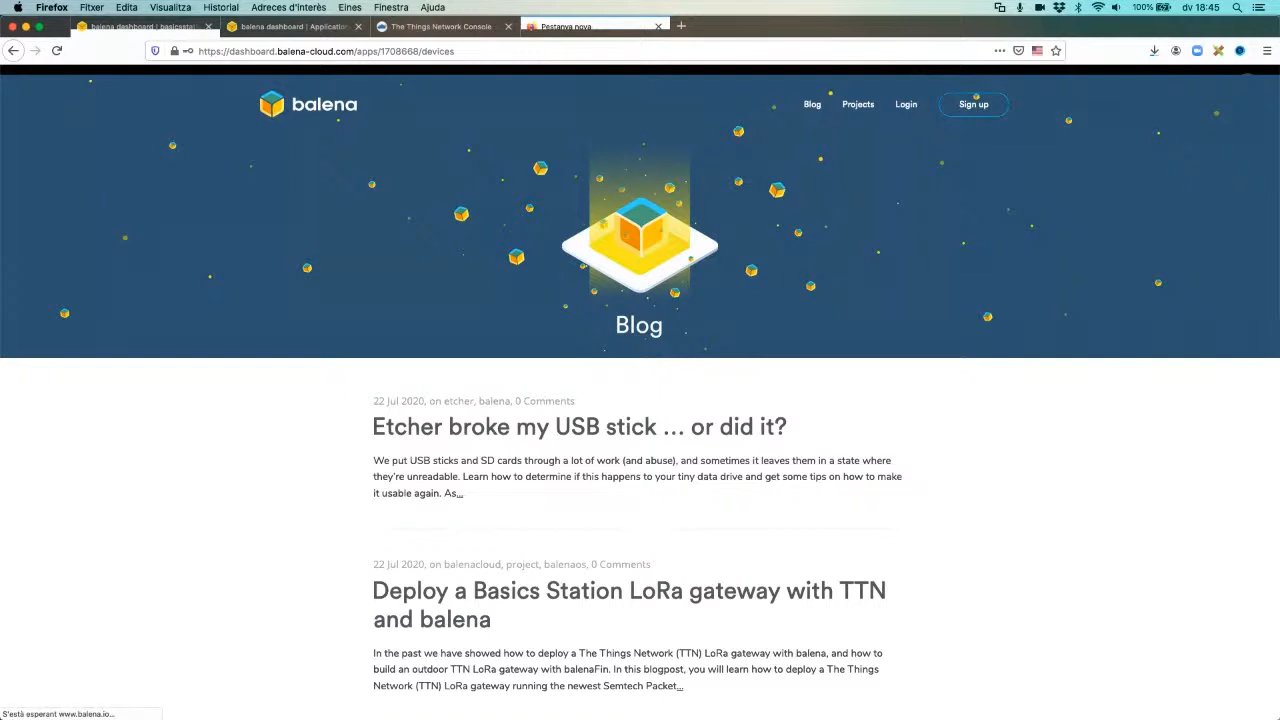 Firefox Fitxer Edita Visualitza Historial Adreces d'Interès Eines Finestra Ajuda dv 18:45
balena dashboard | basicsstat
balena dashboard | Application
The Things Network Console
Pestanya nova
https://dashboard.balena-cloud.com/apps/1708668/devices
balena Blog Projects Login Sign up
Blog
22 Jul 2020, on etcher, balena, 0 Comments
Etcher broke my USB stick … or did it?
We put USB sticks and SD cards through a lot of work (and abuse), and sometimes it leaves them in a state where
they're unreadable. Learn how to determine if this happens to your tiny data drive and get some tips on how to make
it usable again. As...
22 Jul 2020, on balenacloud, project, balenaos, 0 Comments
Deploy a Basics Station LoRa gateway with TTN
and balena
In the past we have showed how to deploy a The Things Network (TTN) LoRa gateway with balena, and how to
build an outdoor TTN LoRa gateway with balenaFin. In this blogpost, you will learn how to deploy a The Things
Network (TTN) LoRa gateway running the newest Semtech Packet...
S'està esperant www.balena.io…